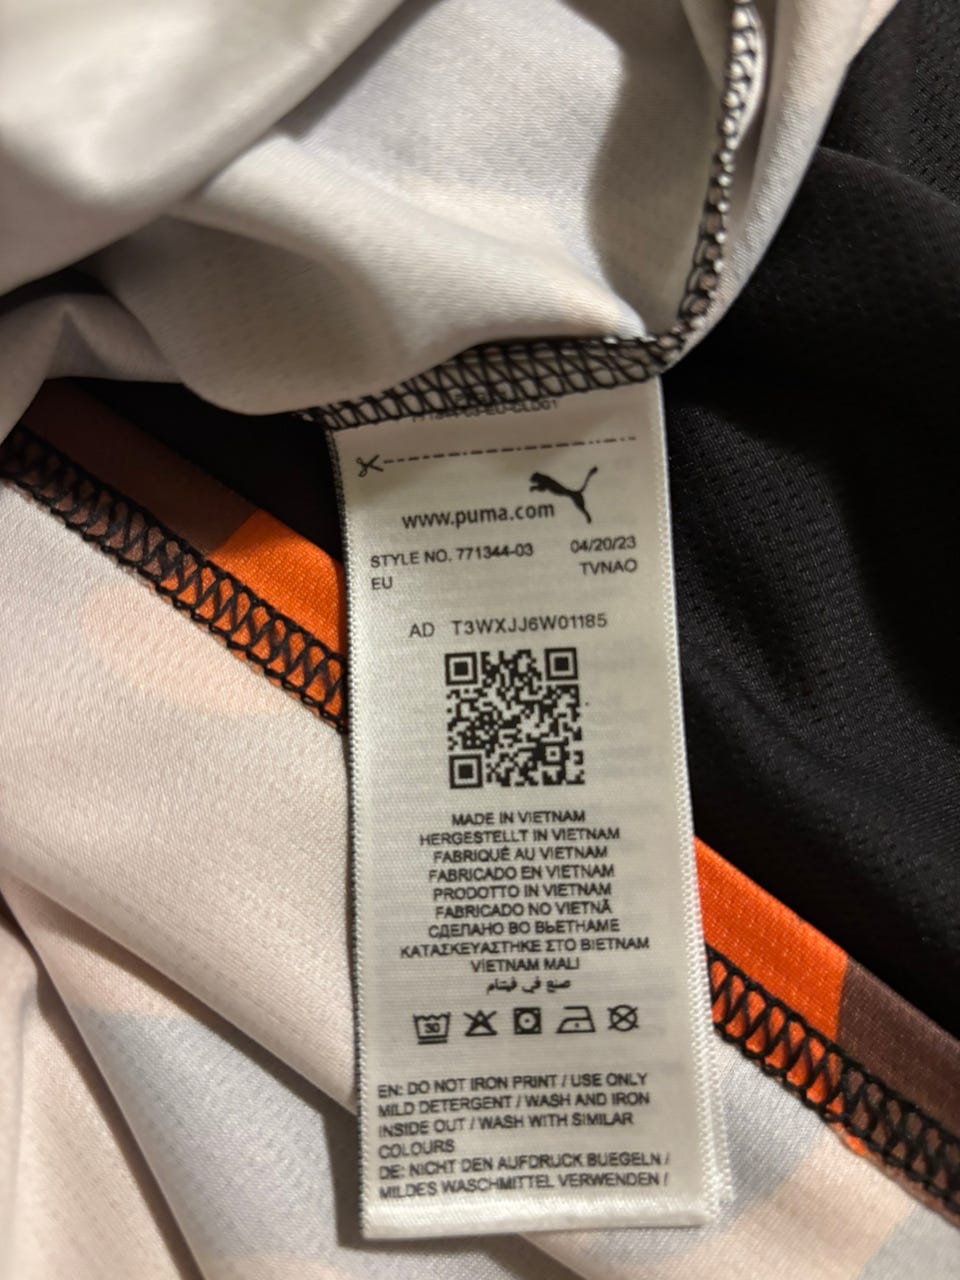 www.puma.com
STYLE NO. 771344-03 04/20/23
EU TVNAO
AD T3WXJJ6W01185
MADE IN VIETNAM
HERGESTELLT IN VIETNAM
FABRIQUÉ AU VIETNAM
FABRICADO EN VIETNAM
PRODOTTO IN VIETNAM
FABRICADO NO VIETNÃ
СДЕЛАНО ВО ВЬЕТНАМЕ
ΚΑΤΑΣΚΕΥΑΣΤΗΚΕ ΣΤΟ ΒΙΕΤΝΑΜ
VİETNAM MALI
صنع في فيتنام
30
EN: DO NOT IRON PRINT / USE ONLY
MILD DETERGENT / WASH AND IRON
INSIDE OUT / WASH WITH SIMILAR
COLOURS
DE: NICHT DEN AUFDRUCK BUEGELN /
MILDES WASCHMITTEL VERWENDEN /